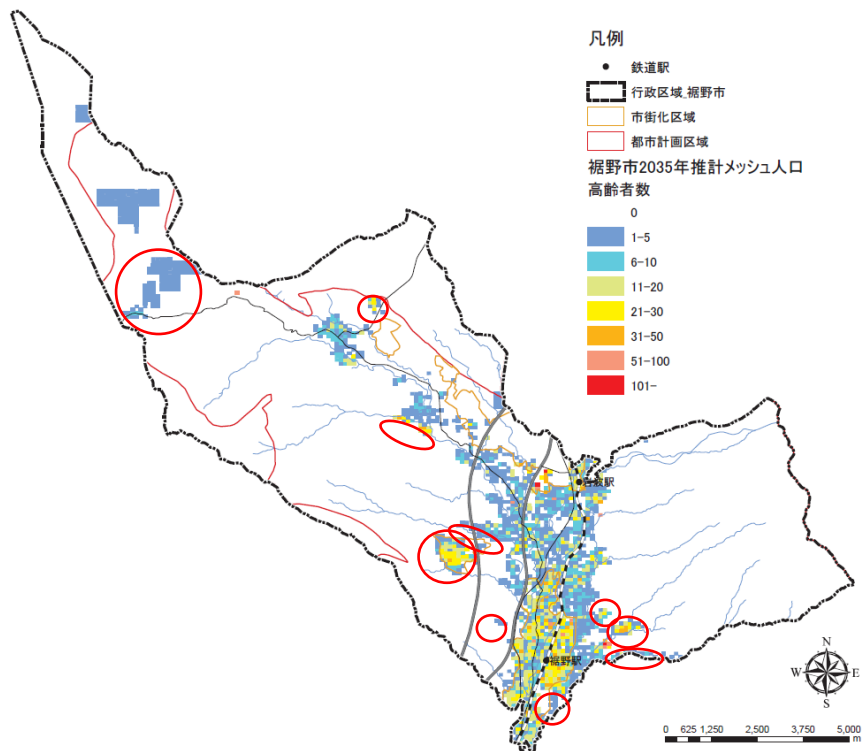 凡例
鉄道駅
行政区域_裾野市
市街化区域
都市計画区域
裾野市2035年推計メッシュ人口
高齢者数
0
1-5
6-10
11-20
21-30
31-50
51-100
101-
岩波駅
裾野駅
N
W E
S
0 625 1,250 2,500 3,750 5,000
m